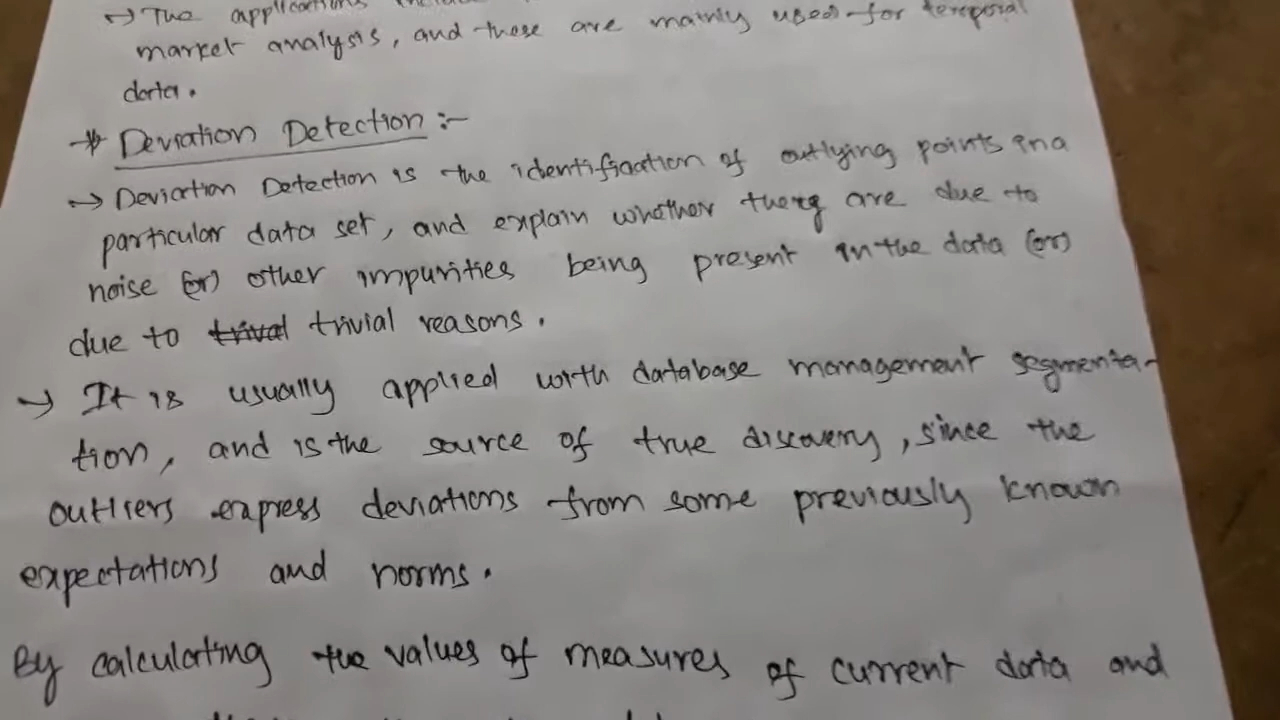 → The applications
market analysis, and these are mainly used for temporal
data.
* Deviation Detection :-
→ Deviation Detection is the identification of outlying points in a
particular data set, and explain whether they are due to
noise (or) other impurities being present in the data (or)
due to trival trivial reasons.
→ It is usually applied with database management segmenta-
tion, and is the source of true discovery, since the
outliers express deviations from some previously known
expectations and norms.
By calculating the values of measures of current data and